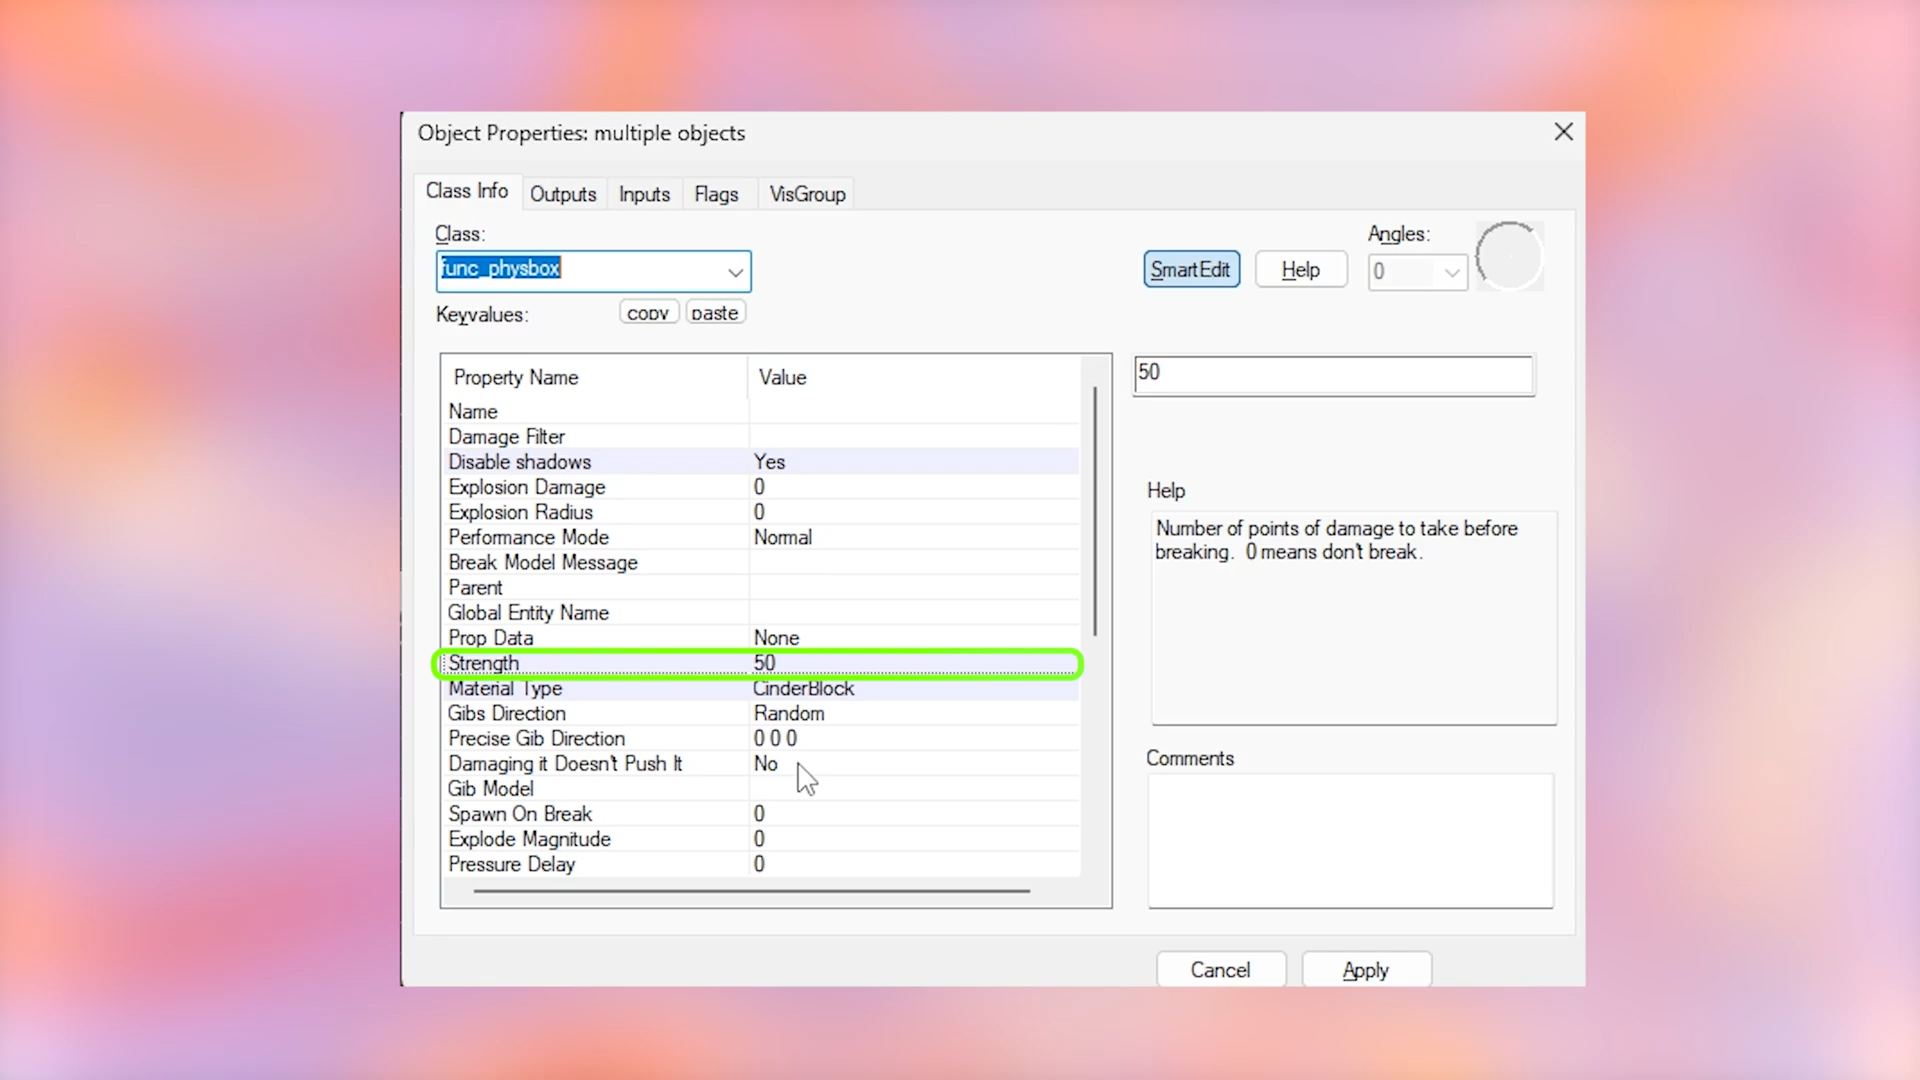 Object Properties: multiple objects
Class Info Outputs Inputs Flags VisGroup
Class: Angles:
func_physbox SmartEdit Help 0
Keyvalues: copy paste
Property Name Value 50
Name
Damage Filter
Disable shadows Yes
Explosion Damage 0
Explosion Radius 0
Performance Mode Normal
Break Model Message
Parent
Global Entity Name
Prop Data None
Strength 50
Material Type CinderBlock
Gibs Direction Random
Precise Gib Direction 0 0 0
Damaging it Doesn't Push It No
Gib Model
Spawn On Break 0
Explode Magnitude 0
Pressure Delay 0
Help
Number of points of damage to take before
breaking. 0 means don't break.
Comments
Cancel Apply